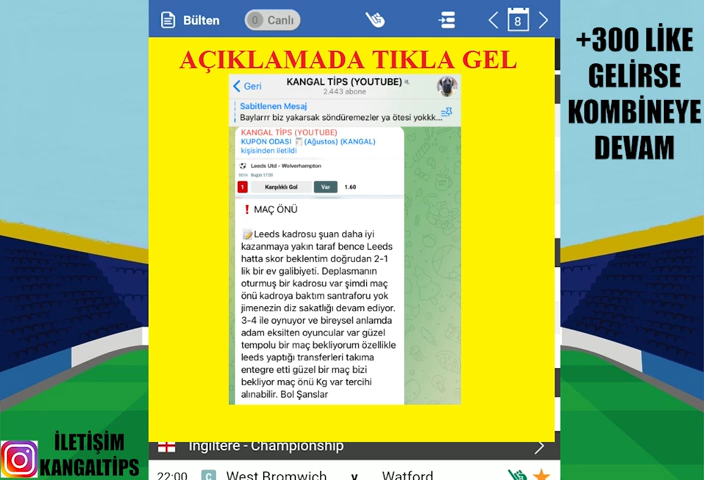 Bülten
0 Canlı
8
AÇIKLAMADA TIKLA GEL
+300 LİKE
GELİRSE
KOMBİNEYE
DEVAM
Geri
KANGAL TİPS (YOUTUBE)
2.443 abone
Sabitlenen Mesaj
Baylarrr biz yakarsak söndüremezler ya ötesi yokkk...
KANGAL TİPS (YOUTUBE)
KUPON ODASI (Ağustos) (KANGAL)
kişisinden iletildi
Leeds Utd - Wolverhampton
Bugün 17:00
1 Karşılıklı Gol Var 1.60
❗ MAÇ ÖNÜ
📝Leeds kadrosu şuan daha iyi
kazanmaya yakın taraf bence Leeds
hatta skor beklentim doğrudan 2-1
lik bir ev galibiyeti. Deplasmanın
oturmuş bir kadrosu var şimdi maç
önü kadroya baktım santraforu yok
jimenezin diz sakatlığı devam ediyor.
3-4 ile oynuyor ve bireysel anlamda
adam eksilten oyuncular var güzel
tempolu bir maç bekliyorum özellikle
leeds yaptığı transferleri takıma
entegre etti güzel bir maç bizi
bekliyor maç önü Kg var tercihi
alınabilir. Bol Şanslar
İngiltere - Championship
22:00 C West Bromwich v Watford
İLETİŞİM
KANGALTİPS